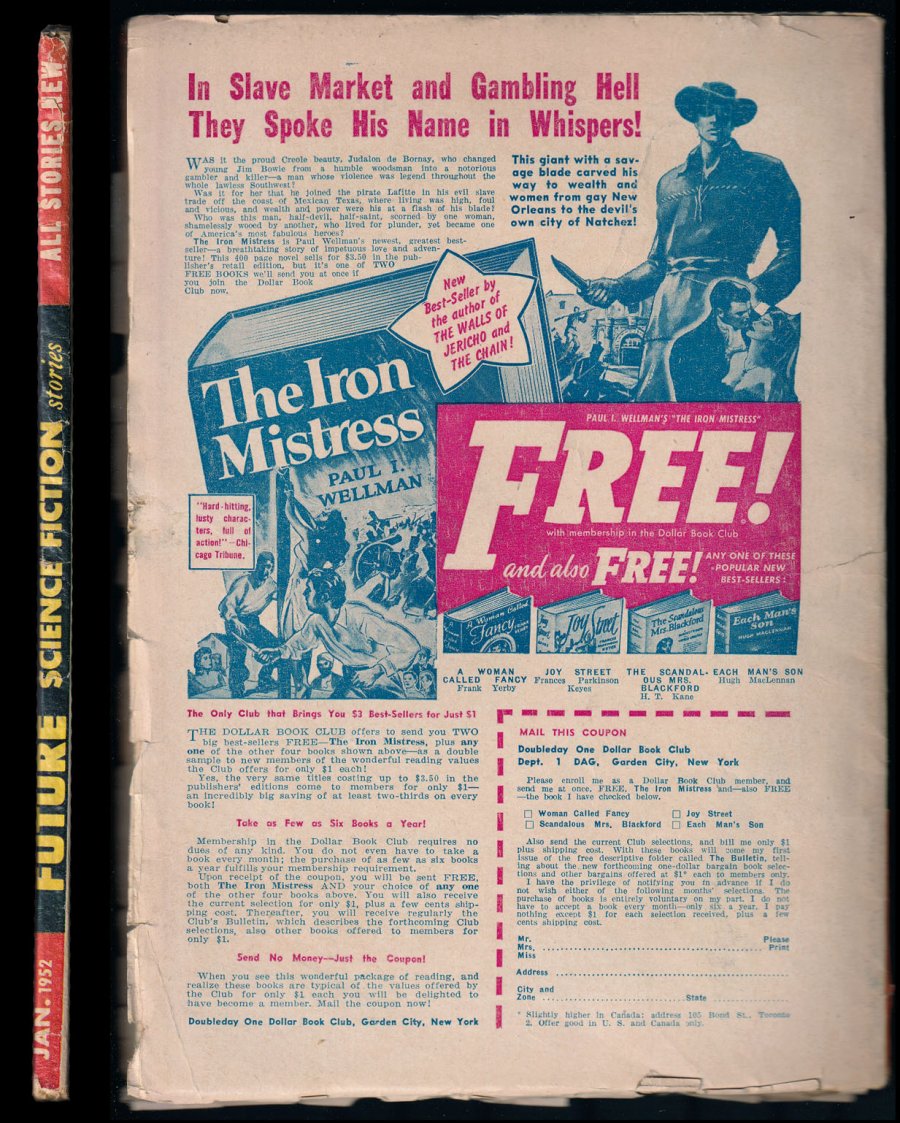 ALL STORIES NEW
FUTURE SCIENCE FICTION stories
JAN. 1952
In Slave Market and Gambling Hell
They Spoke His Name in Whispers!
WAS it the proud Creole beauty, Judalon de Bornay, who changed
young Jim Bowie from a humble woodsman into a notorious
gambler and killer—a man whose violence was legend throughout the
whole lawless Southwest?
Was it for her that he joined the pirate Lafitte in his evil slave
trade off the coast of Mexican Texas, where living was high, foul
and vicious, and wealth and power were his at a flash of his blade?
Who was this man, half-devil, half-saint, scorned by one woman,
shamelessly wooed by another, who lived for plunder, yet became one
of America's most fabulous heroes?
The Iron Mistress is Paul Wellman's newest, greatest best-
seller—a breathtaking story of impetuous love and adven-
ture! This 400 page novel sells for $3.50 in the pub-
lisher's retail edition, but it's one of TWO
FREE BOOKS we'll send you at once if
you join the Dollar Book
Club now.
This giant with a sav-
age blade carved his
way to wealth and
women from gay New
Orleans to the devil's
own city of Natchez!
New
Best-Seller by
the author of
THE WALLS OF
JERICHO and
THE CHAIN!
The Iron
Mistress
PAUL I.
WELLMAN
"Hard-hitting,
lusty charac-
ters, full of
action!"—Chi-
cago Tribune.
PAUL I. WELLMAN'S "THE IRON MISTRESS"
FREE!
with membership in the Dollar Book Club
and also FREE! ANY ONE OF THESE
POPULAR NEW
BEST-SELLERS:
A Woman Called
Fancy
Joy Street
The Scandalous
Mrs. Blackford
Each Man's
Son
HUGH MACLENNAN
A WOMAN
CALLED FANCY
Frank Yerby
JOY STREET
Frances Parkinson
Keyes
THE SCANDAL-
OUS MRS.
BLACKFORD
H. T. Kane
EACH MAN'S SON
Hugh MacLennan
The Only Club that Brings You $3 Best-Sellers for Just $1
THE DOLLAR BOOK CLUB offers to send you TWO
big best-sellers FREE—The Iron Mistress, plus any
one of the other four books shown above—as a double
sample to new members of the wonderful reading values
the Club offers for only $1 each!
Yes, the very same titles costing up to $3.50 in the
publishers' editions come to members for only $1—
an incredibly big saving of at least two-thirds on every
book!
Take as Few as Six Books a Year!
Membership in the Dollar Book Club requires no
dues of any kind. You do not even have to take a
book every month; the purchase of as few as six books
a year fulfills your membership requirement.
Upon receipt of the coupon, you will be sent FREE,
both The Iron Mistress AND your choice of any one
of the other four books above. You will also receive
the current selection for only $1, plus a few cents ship-
ping cost. Thereafter, you will receive regularly the
Club's Bulletin, which describes the forthcoming Club
selections, also other books offered to members for
only $1.
Send No Money—Just the Coupon!
When you see this wonderful package of reading, and
realize these books are typical of the values offered by
the Club for only $1 each you will be delighted to
have become a member. Mail the coupon now!
Doubleday One Dollar Book Club, Garden City, New York
MAIL THIS COUPON
Doubleday One Dollar Book Club
Dept. 1 DAG, Garden City, New York
Please enroll me as a Dollar Book Club member, and
send me at once, FREE, The Iron Mistress and—also FREE
—the book I have checked below.
☐ Woman Called Fancy ☐ Joy Street
☐ Scandalous Mrs. Blackford ☐ Each Man's Son
Also send the current Club selections, and bill me only $1
plus shipping cost. With these books will come my first
issue of the free descriptive folder called The Bulletin, tell-
ing about the new forthcoming one-dollar bargain book selec-
tions and other bargains offered at $1* each to members only.
I have the privilege of notifying you in advance if I do
not wish either of the following months' selections. The
purchase of books is entirely voluntary on my part. I do not
have to accept a book every month—only six a year. I pay
nothing except $1 for each selection received, plus a few
cents shipping cost.
Mr.
Mrs.
Miss
Please
Print
Address
City and
Zone State
* Slightly higher in Canada: address 105 Bond St., Toronto
2. Offer good in U. S. and Canada only.